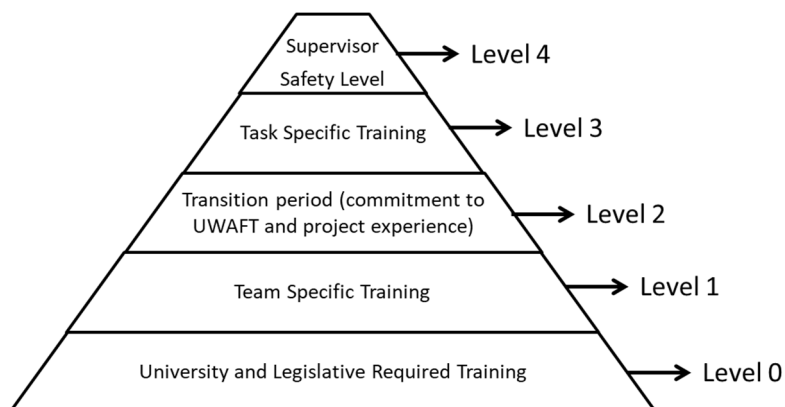 Supervisor
Safety Level
Level 4
Task Specific Training
Level 3
Transition period (commitment to
UWAFT and project experience)
Level 2
Team Specific Training
Level 1
University and Legislative Required Training
Level 0